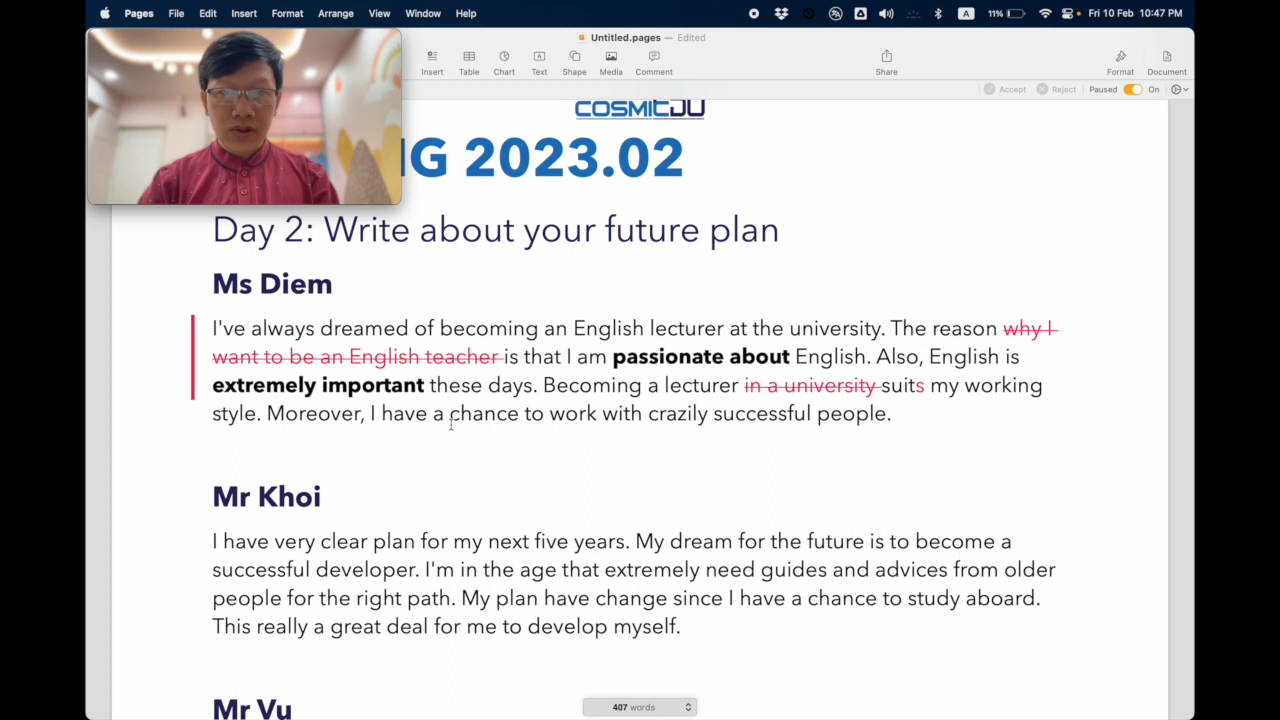 Pages File Edit Insert Format Arrange View Window Help
A 11% Fri 10 Feb 10:47 PM
Untitled.pages — Edited
Insert Table Chart Text Shape Media Comment Share Format Document
Accept Reject Paused On
COSMICJU
G 2023.02
Day 2: Write about your future plan
Ms Diem
I've always dreamed of becoming an English lecturer at the university. The reason why I
want to be an English teacher is that I am passionate about English. Also, English is
extremely important these days. Becoming a lecturer in a university suits my working
style. Moreover, I have a chance to work with crazily successful people.
Mr Khoi
I have very clear plan for my next five years. My dream for the future is to become a
successful developer. I'm in the age that extremely need guides and advices from older
people for the right path. My plan have change since I have a chance to study aboard.
This really a great deal for me to develop myself.
Mr Vu
407 words